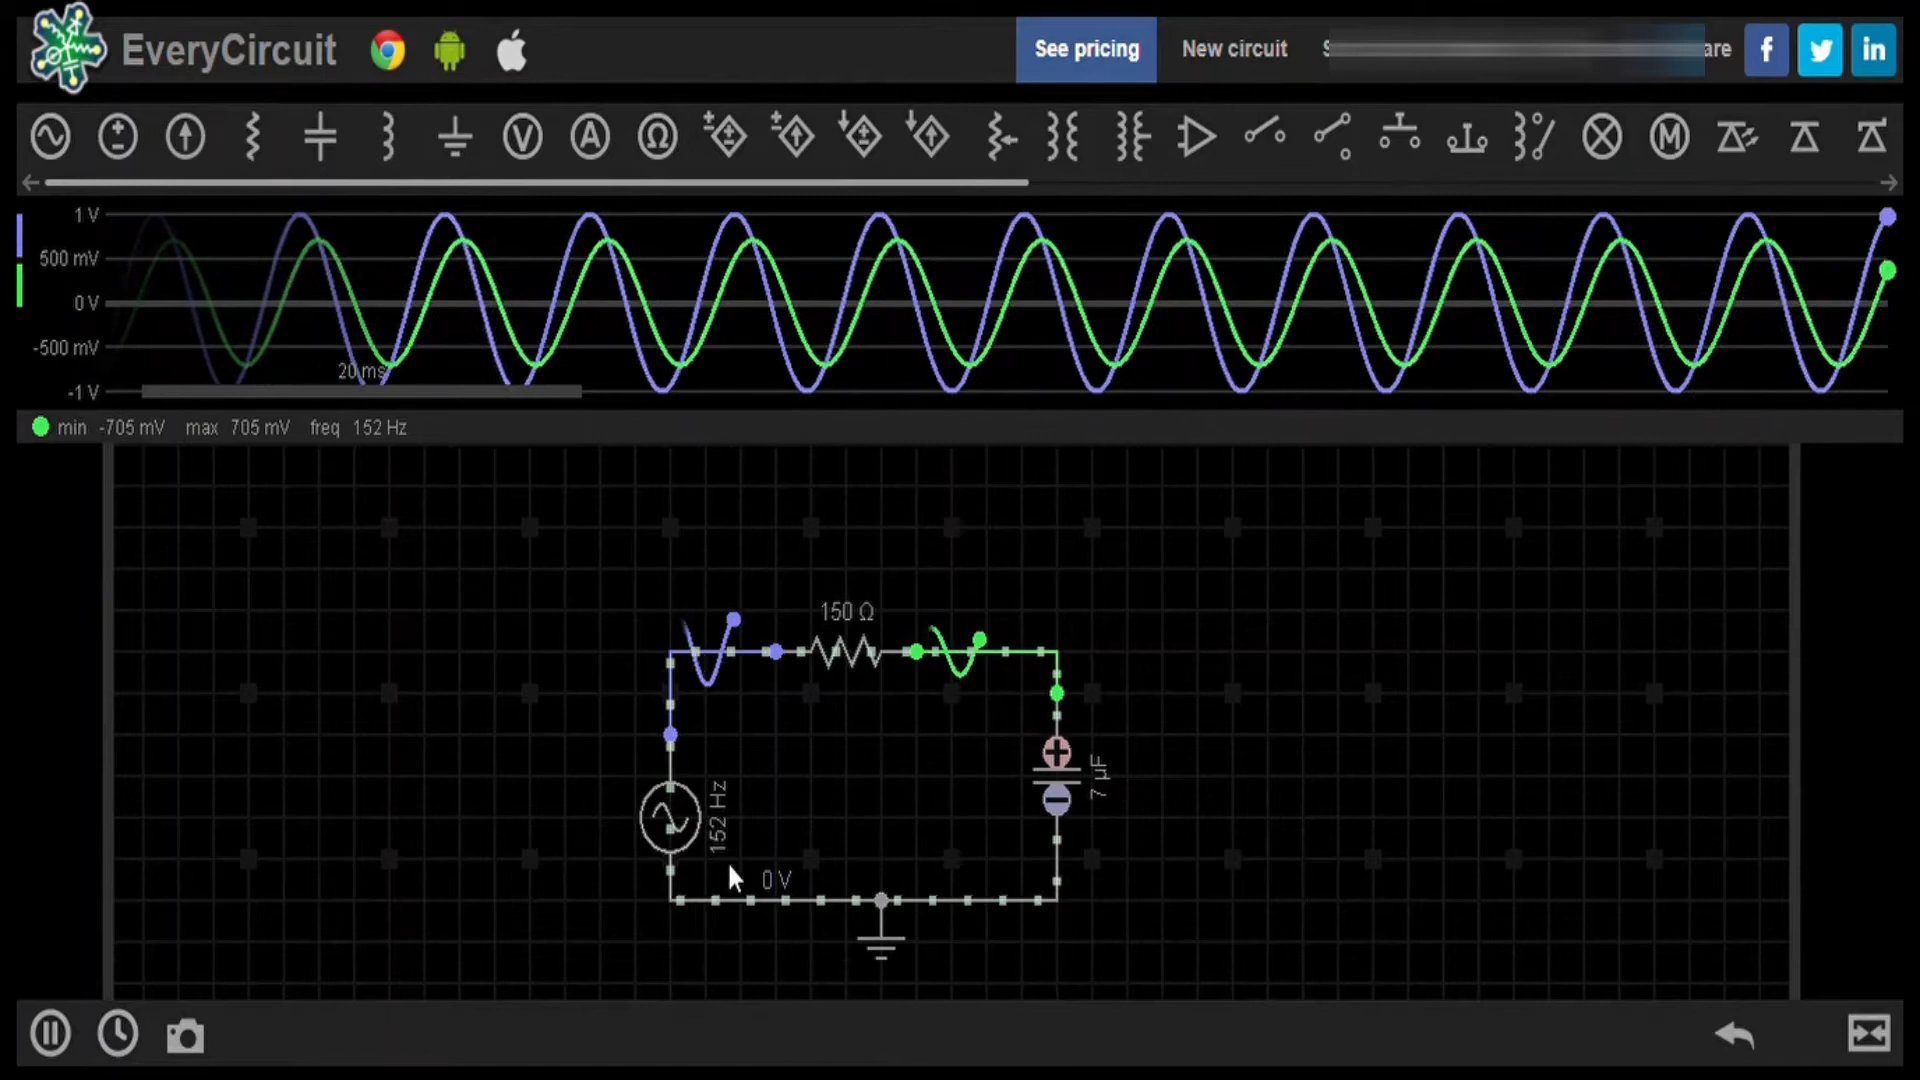 EveryCircuit
See pricing
New circuit
are
f
in
V
A
Ω
M
1 V
500 mV
0 V
-500 mV
-1 V
20 ms
min -705 mV max 705 mV freq 152 Hz
150 Ω
7 µF
152 Hz
0 V